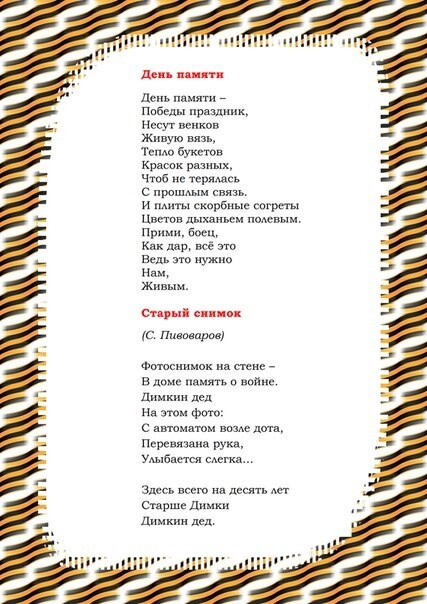 День памяти
День памяти –
Победы праздник,
Несут венков
Живую вязь,
Тепло букетов
Красок разных,
Чтоб не терялась
С прошлым связь.
И плиты скорбные согреты
Цветов дыханьем полевым.
Прими, боец,
Как дар, всё это
Ведь это нужно
Нам,
Живым.
Старый снимок
(С. Пивоваров)
Фотоснимок на стене –
В доме память о войне.
Димкин дед
На этом фото:
С автоматом возле дота,
Перевязана рука,
Улыбается слегка...
Здесь всего на десять лет
Старше Димки
Димкин дед.